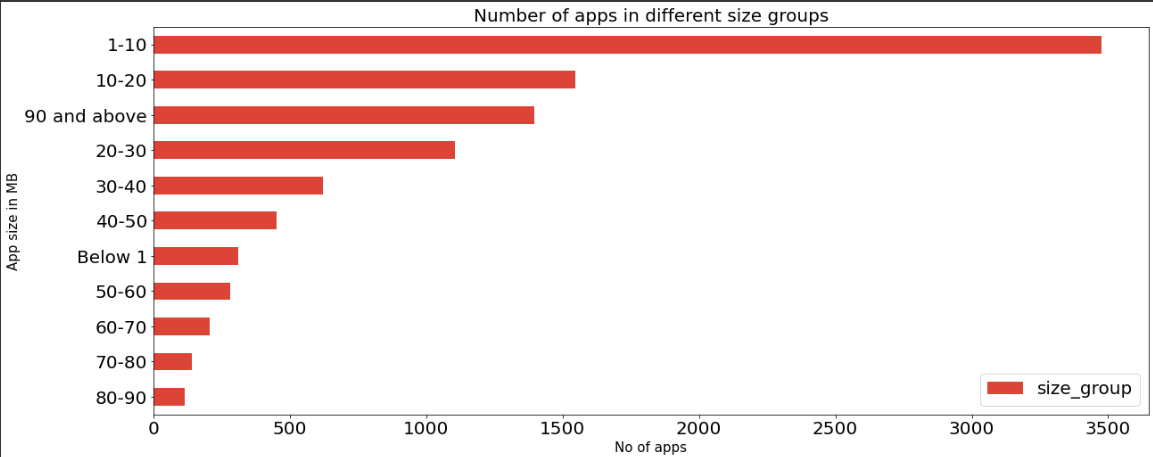 Number of apps in different size groups
1-10
10-20
90 and above
20-30
30-40
40-50
Below 1
50-60
60-70
70-80
80-90
App size in MB
size_group
0 500 1000 1500 2000 2500 3000 3500
No of apps